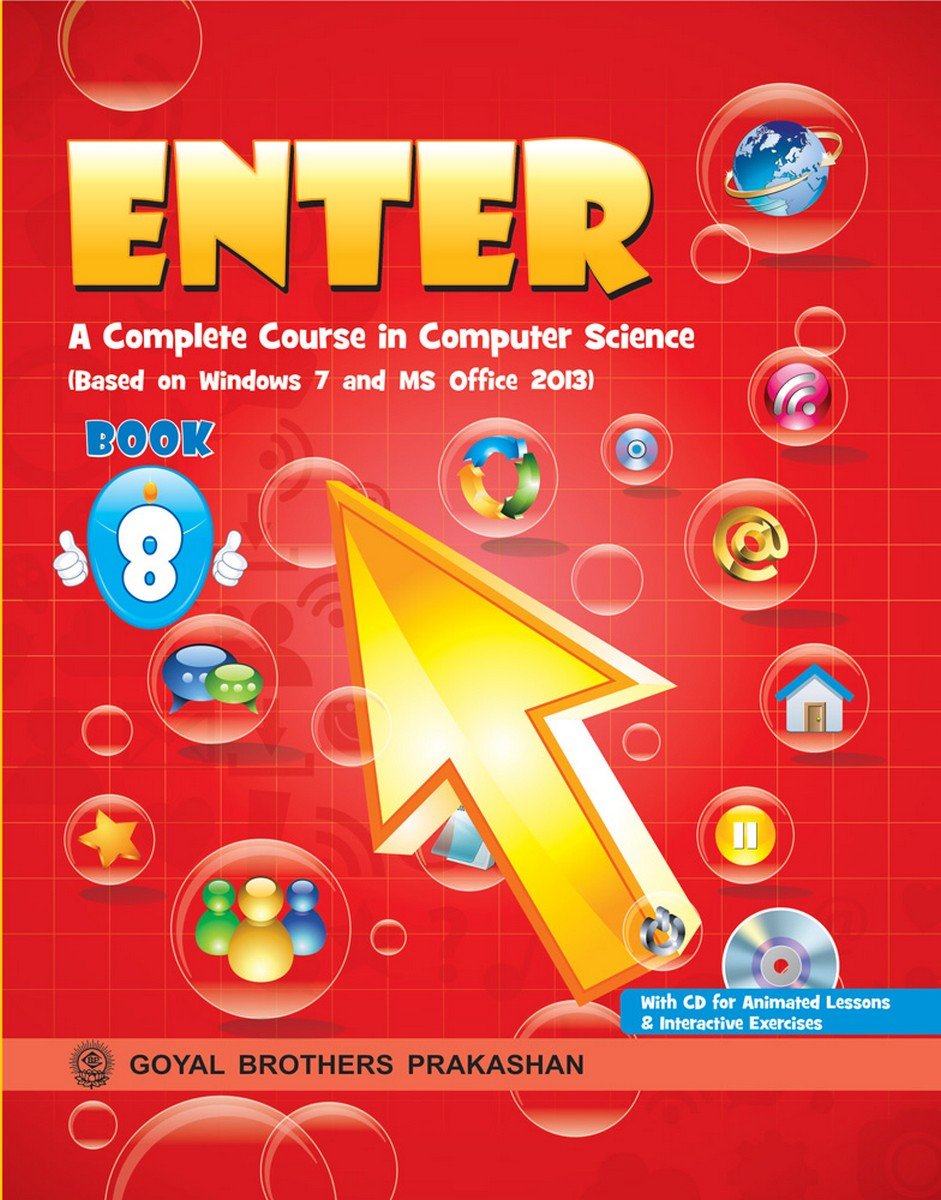 ENTER
A Complete Course in Computer Science
(Based on Windows 7 and MS Office 2013)
BOOK
8
@
With CD for Animated Lessons
& Interactive Exercises
GOYAL BROTHERS PRAKASHAN